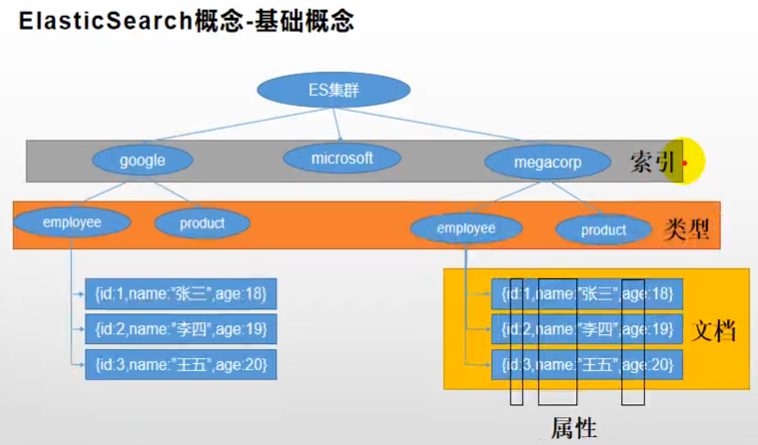 ElasticSearch概念-基础概念
ES集群
google
microsoft
megacorp
索引
employee
product
employee
product
类型
{id:1,name:"张三",age:18}
{id:1,name:"张三",age:18}
{id:2,name:"李四",age:19}
{id:2,name:"李四",age:19}
文档
{id:3,name:"王五",age:20}
{id:3,name:"王五",age:20}
属性